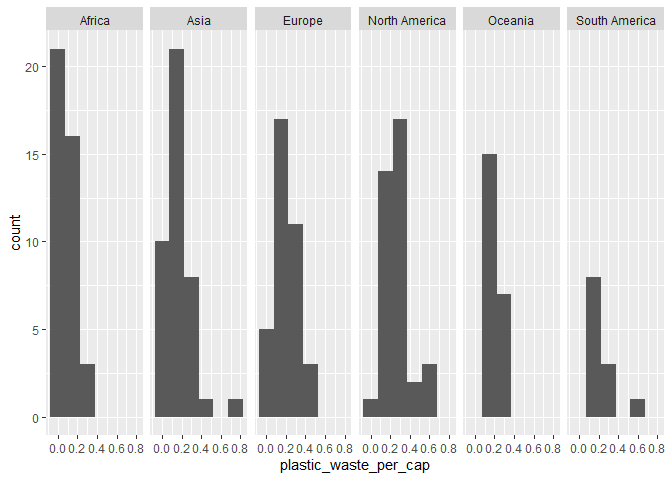 Africa Asia Europe North America Oceania South America
20
15
10
5
0
count
0.0 0.2 0.4 0.6 0.8 0.0 0.2 0.4 0.6 0.8 0.0 0.2 0.4 0.6 0.8 0.0 0.2 0.4 0.6 0.8 0.0 0.2 0.4 0.6 0.8 0.0 0.2 0.4 0.6 0.8
plastic_waste_per_cap